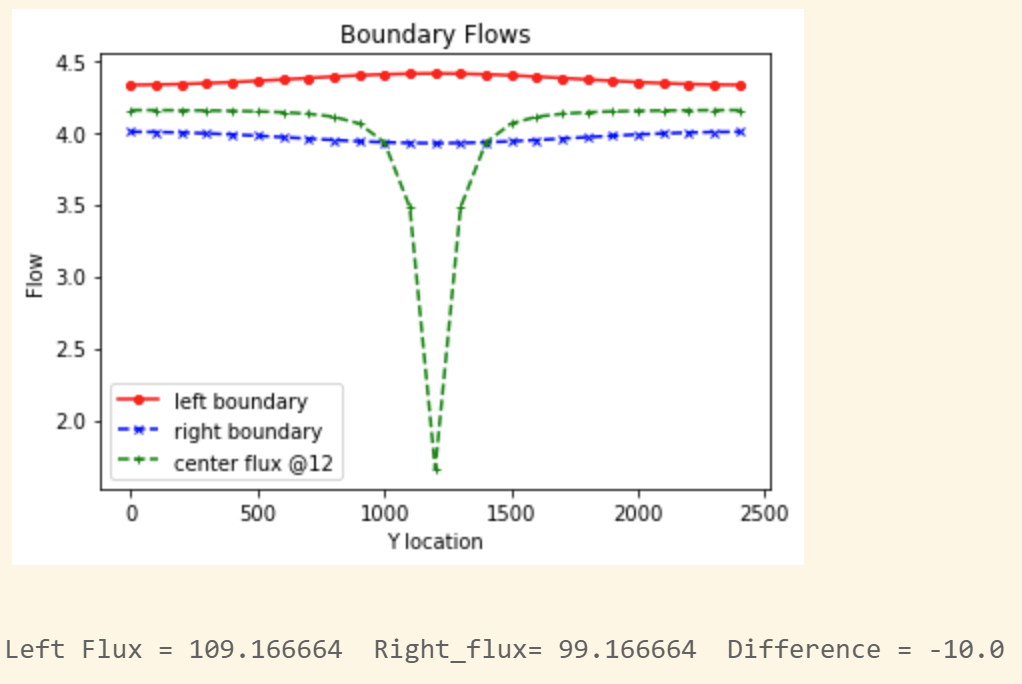 Boundary Flows
4.5
4.0
3.5
3.0
2.5
2.0
Flow
left boundary
right boundary
center flux @12
0 500 1000 1500 2000 2500
Y location
Left Flux = 109.166664  Right_flux= 99.166664  Difference = -10.0